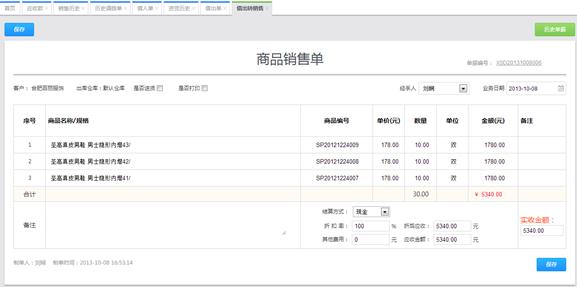 首页 应收款 销售历史 历史调拨单 借入单 进货历史 借出单 借出转销售
保存 历史单据
商品销售单
单据编号： XSD20131008006
客户： 合肥百丽服饰 出库仓库：默认仓库 是否送货 是否打印 经手人 刘娴 业务日期 2013-10-08
序号 商品名称/规格 商品编号 单价(元) 数量 单位 金额(元) 备注
1 圣高真皮男鞋 男士隐形内增43/ SP20121224009 178.00 10.00 双 1780.00
2 圣高真皮男鞋 男士隐形内增42/ SP20121224008 178.00 10.00 双 1780.00
3 圣高真皮男鞋 男士隐形内增41/ SP20121224007 178.00 10.00 双 1780.00
合计 30.00 ￥ 5340.00
备注 结算方式： 现金
折 扣 率： 100 % 折后应收： 5340.00 元
其他费用： 0 元 应收金额： 5340.00 元
实收金额：
5340.00
制单人：刘娴 制单时间：2013-10-08 16:53:14
保存